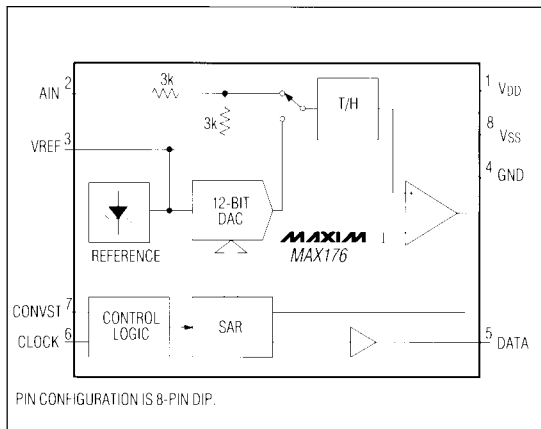 3k
AIN 2
1 VDD
T/H
3k
8 VSS
VREF 3
4 GND
12-BIT DAC
MAXIM
MAX176
REFERENCE
CONVST 7
CONTROL LOGIC
SAR
CLOCK 6
5 DATA
PIN CONFIGURATION IS 8-PIN DIP.